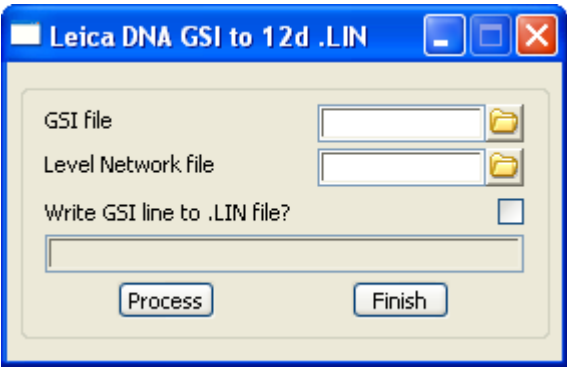 Leica DNA GSI to 12d .LIN
GSI file
Level Network file
Write GSI line to .LIN file?
Process Finish